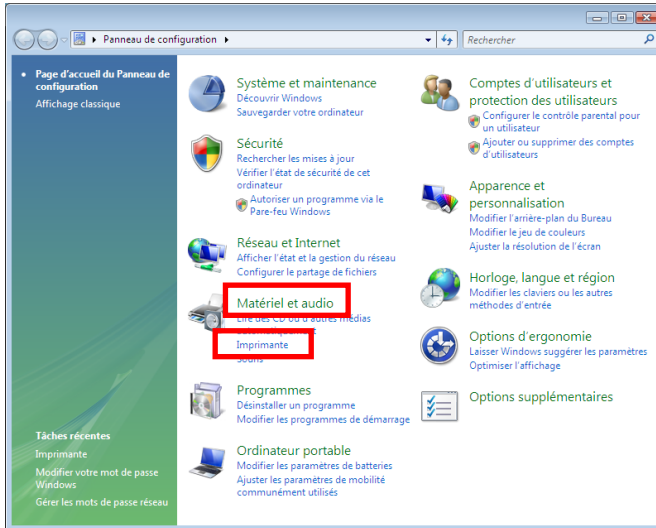 Panneau de configuration
Rechercher
Page d'accueil du Panneau de
configuration
Affichage classique
Tâches récentes
Imprimante
Modifier votre mot de passe
Windows
Gérer les mots de passe réseau
Système et maintenance
Découvrir Windows
Sauvegarder votre ordinateur
Sécurité
Rechercher les mises à jour
Vérifier l'état de sécurité de cet
ordinateur
Autoriser un programme via le
Pare-feu Windows
Réseau et Internet
Afficher l'état et la gestion du réseau
Configurer le partage de fichiers
Matériel et audio
Lire des CD ou d'autres médias
automatiquement
Imprimante
Souris
Programmes
Désinstaller un programme
Modifier les programmes de démarrage
Ordinateur portable
Modifier les paramètres de batteries
Ajuster les paramètres de mobilité
communément utilisés
Comptes d'utilisateurs et
protection des utilisateurs
Configurer le contrôle parental pour
un utilisateur
Ajouter ou supprimer des comptes
d'utilisateurs
Apparence et
personnalisation
Modifier l'arrière-plan du Bureau
Modifier le jeu de couleurs
Ajuster la résolution de l'écran
Horloge, langue et région
Modifier les claviers ou les autres
méthodes d'entrée
Options d'ergonomie
Laisser Windows suggérer les paramètres
Optimiser l'affichage
Options supplémentaires